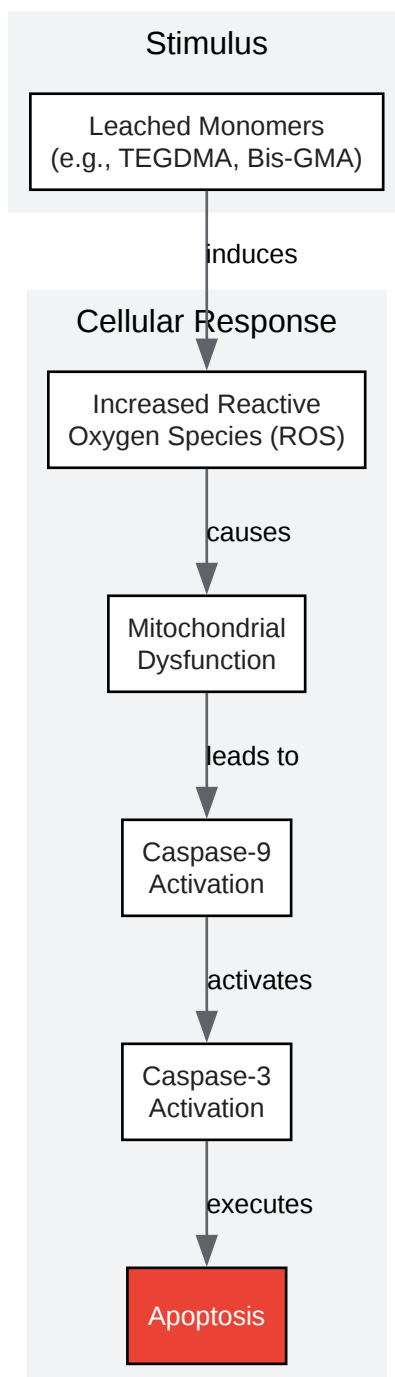 Stimulus
Leached Monomers
(e.g., TEGDMA, Bis-GMA)
induces
Cellular Response
Increased Reactive
Oxygen Species (ROS)
causes
Mitochondrial
Dysfunction
leads to
Caspase-9
Activation
activates
Caspase-3
Activation
executes
Apoptosis